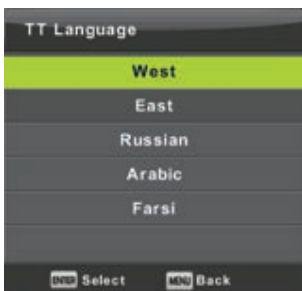 TT Language
West
East
Russian
Arabic
Farsi
ENTER Select MENU Back